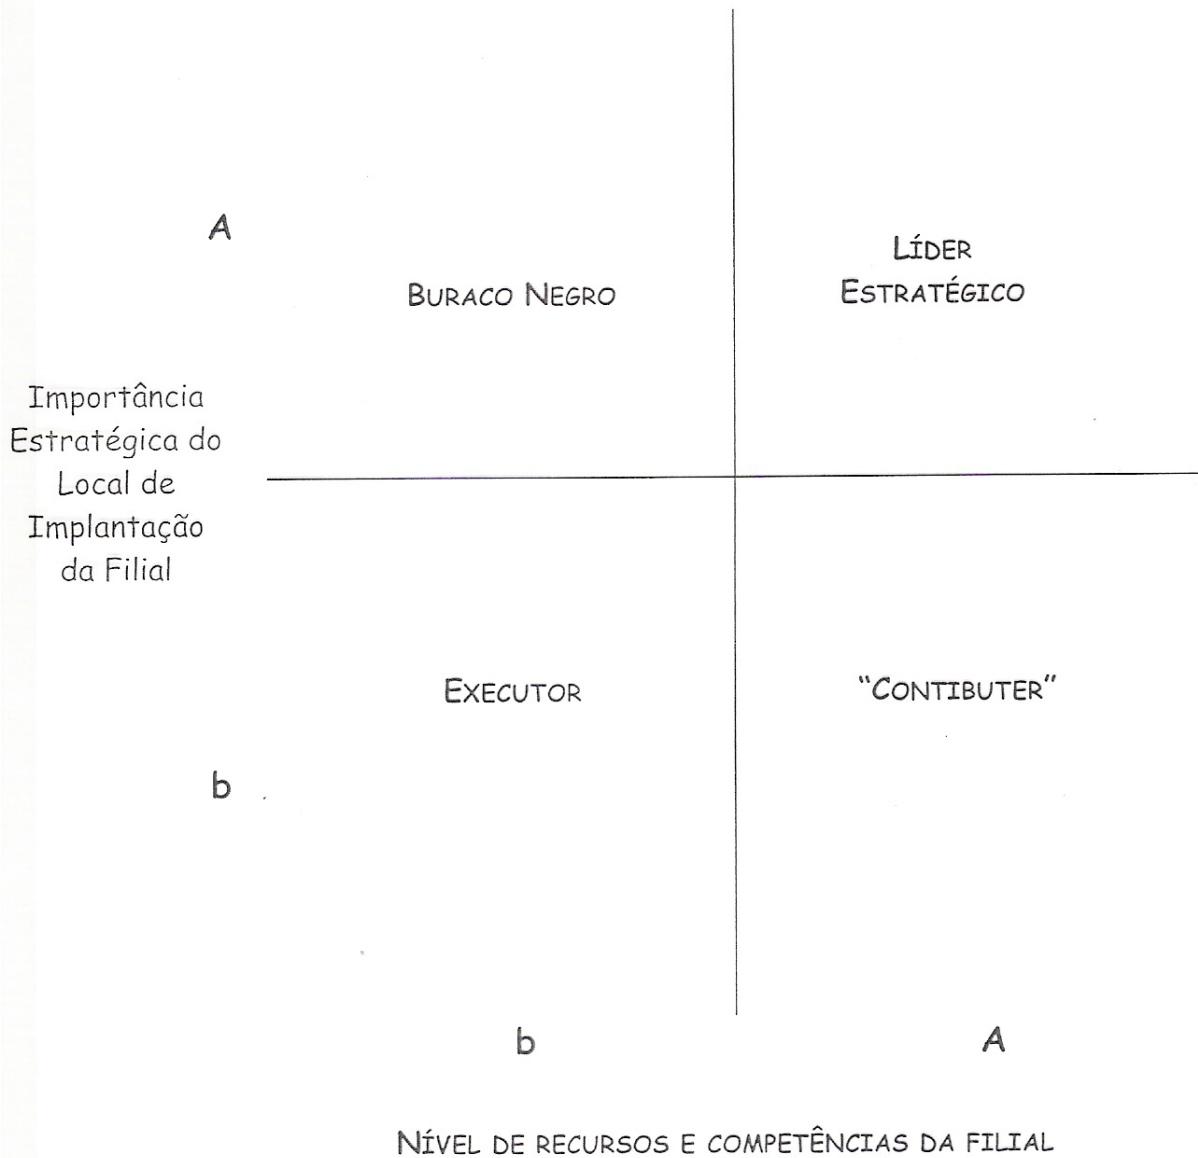 A
LÍDER
BURACO NEGRO
ESTRATÉGICO
Importância
Estratégica do
Local de
Implantação
da Filial
EXECUTOR
"CONTIBUTER"
b
b
A
NÍVEL DE RECURSOS E COMPETÊNCIAS DA FILIAL